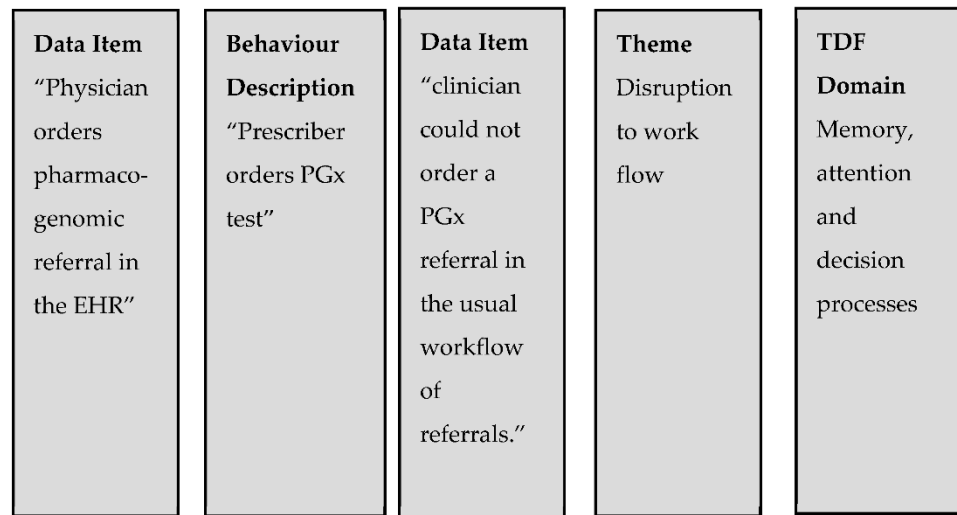 Data Item
“Physician
orders
pharmaco-
genomic
referral in
the EHR”
Behaviour
Description
“Prescriber
orders PGx
test”
Data Item
“clinician
could not
order a
PGx
referral in
the usual
workflow
of
referrals.”
Theme
Disruption
to work
flow
TDF
Domain
Memory,
attention
and
decision
processes